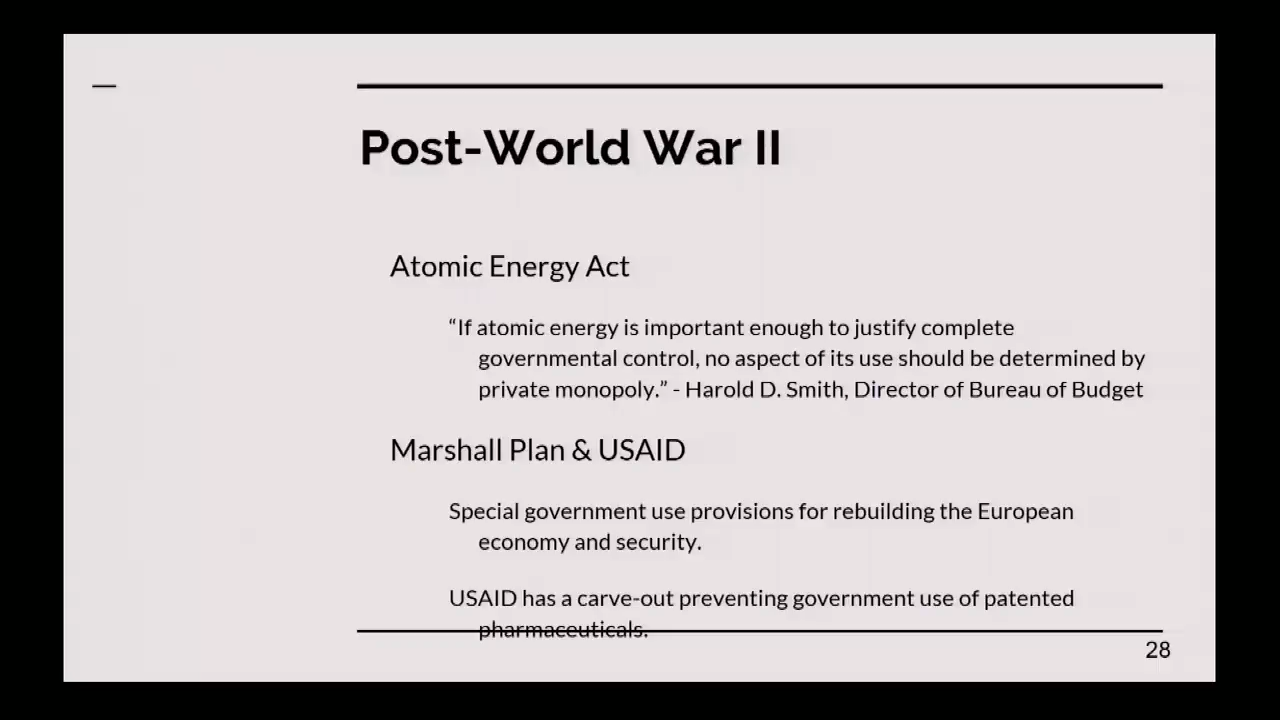 Post-World War II
Atomic Energy Act
“If atomic energy is important enough to justify complete
governmental control, no aspect of its use should be determined by
private monopoly.” - Harold D. Smith, Director of Bureau of Budget
Marshall Plan & USAID
Special government use provisions for rebuilding the European
economy and security.
USAID has a carve-out preventing government use of patented
pharmaceuticals.
28